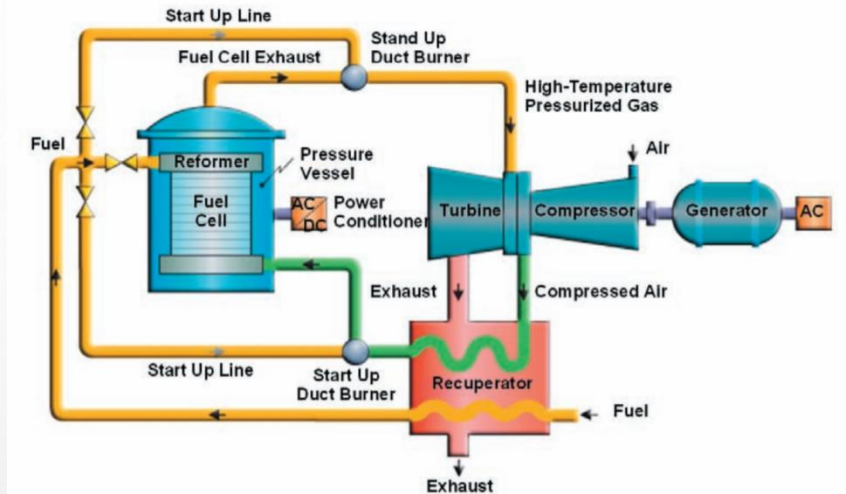 Start Up Line
Stand Up
Duct Burner
Fuel Cell Exhaust
High-Temperature
Pressurized Gas
Fuel
Reformer
Pressure
Vessel
Air
Fuel
Cell
AC
DC
Power
Conditioner
Turbine
Compressor
Generator
AC
Exhaust
Compressed Air
Start Up Line
Start Up
Duct Burner
Recuperator
Fuel
Exhaust